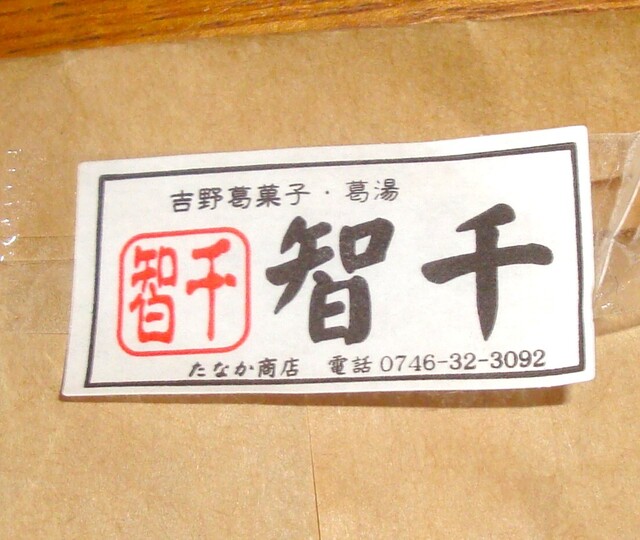 吉野葛菓子・葛湯
智千
智千
たなか商店 電話 0746-32-3092